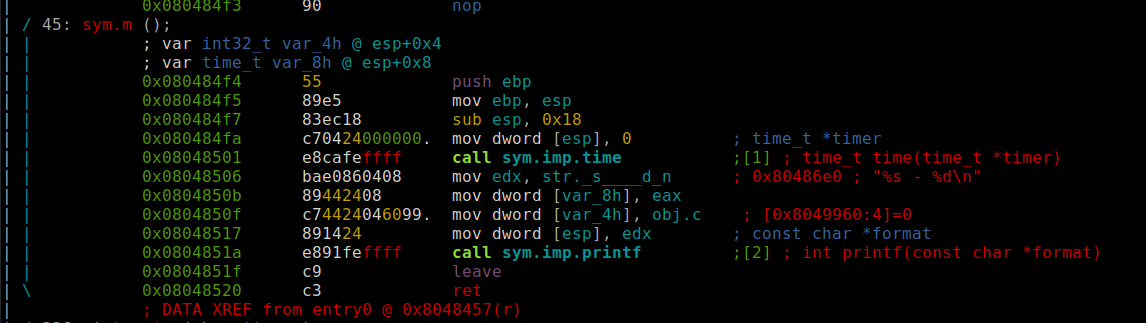 |           0x080484f3      90             nop
| / 45: sym.m ();
| |           ; var int32_t var_4h @ esp+0x4
| |           ; var time_t var_8h @ esp+0x8
| |           0x080484f4      55             push ebp
| |           0x080484f5      89e5           mov ebp, esp
| |           0x080484f7      83ec18         sub esp, 0x18
| |           0x080484fa      c70424000000.  mov dword [esp], 0          ; time_t *timer
| |           0x08048501      e8cafeffff     call sym.imp.time           ;[1] ; time_t time(time_t *timer)
| |           0x08048506      bae0860408     mov edx, str._s____d_n      ; 0x80486e0 ; "%s - %d\n"
| |           0x0804850b      89442408       mov dword [var_8h], eax
| |           0x0804850f      c74424046099.  mov dword [var_4h], obj.c    ; [0x8049960:4]=0
| |           0x08048517      891424         mov dword [esp], edx        ; const char *format
| |           0x0804851a      e891feffff     call sym.imp.printf         ;[2] ; int printf(const char *format)
| |           0x0804851f      c9             leave
| \           0x08048520      c3             ret
|             ; DATA XREF from entry0 @ 0x8048457(r)